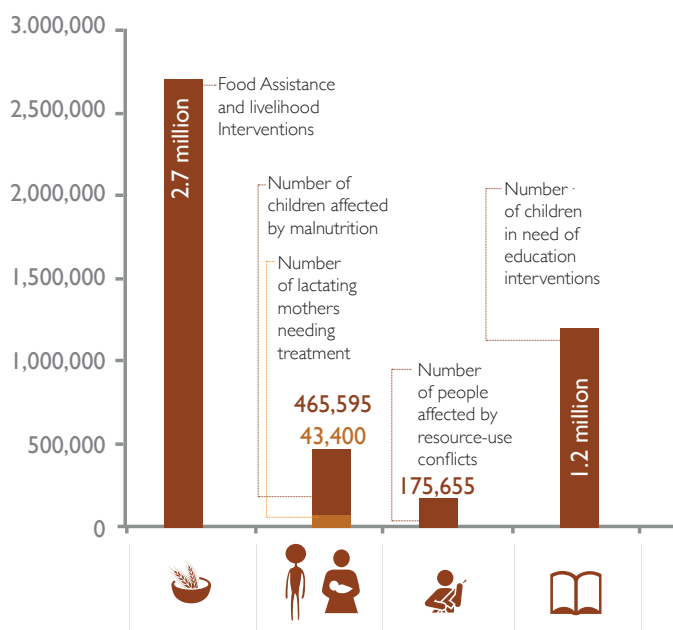 3.000,000
2,500,000
2,000,000
1,500,000
1,000,000
500,000
0
2.7 million
Food Assistance
and livelihood
Interventions
Number of
children affected
by malnutrition
Number
of lactating
mothers
needing
treatment
465,595
43,400
Number
of people
affected by
resource-use
conflicts
175,655
Number
of children
in need of
education
interventions
1.2 million